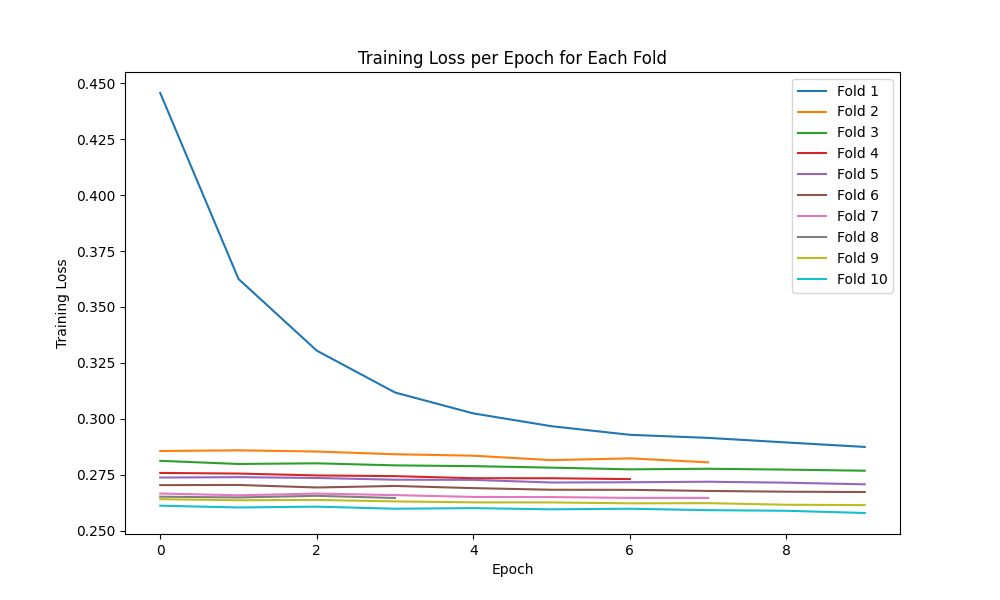 Training Loss per Epoch for Each Fold
0.450
0.425
0.400
0.375
0.350
0.325
0.300
0.275
0.250
Training Loss
0
2
4
6
8
Epoch
Fold 1
Fold 2
Fold 3
Fold 4
Fold 5
Fold 6
Fold 7
Fold 8
Fold 9
Fold 10